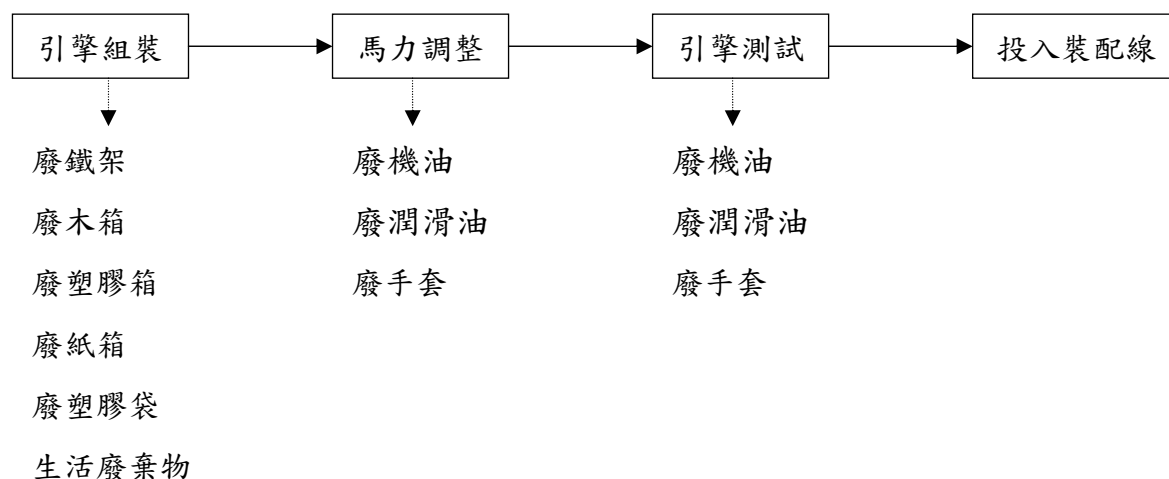 引擎組裝
馬力調整
引擎測試
投入裝配線
廢鐵架
廢木箱
廢塑膠箱
廢紙箱
廢塑膠袋
生活廢棄物
廢機油
廢潤滑油
廢手套
廢機油
廢潤滑油
廢手套